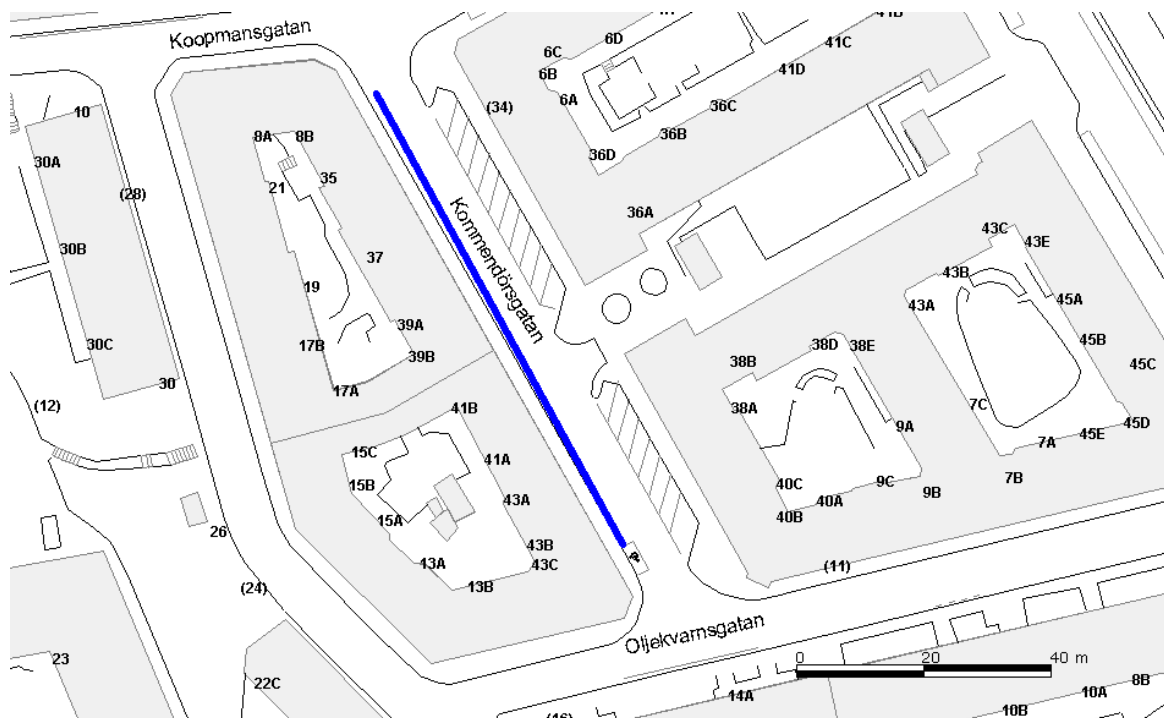 Koopmansgatan
6C
6D
41B
41C
6B
41D
6A
(34)
36C
10
8A
8B
36B
30A
36D
35
(28)
21
36A
Kommendörsgatan
43C
43E
30B
37
43B
19
45A
43A
39A
30C
17B
39B
38D
38E
45B
38B
45C
30
17A
(12)
41B
38A
7C
9A
45D
15C
41A
7A
45E
15B
40C
9C
7B
43A
40A
9B
15A
40B
26
43B
13A
43C
(11)
13B
(24)
Oljekvarnsgatan
23
0
20
40 m
22C
14A
10A
8B
10B
(16)